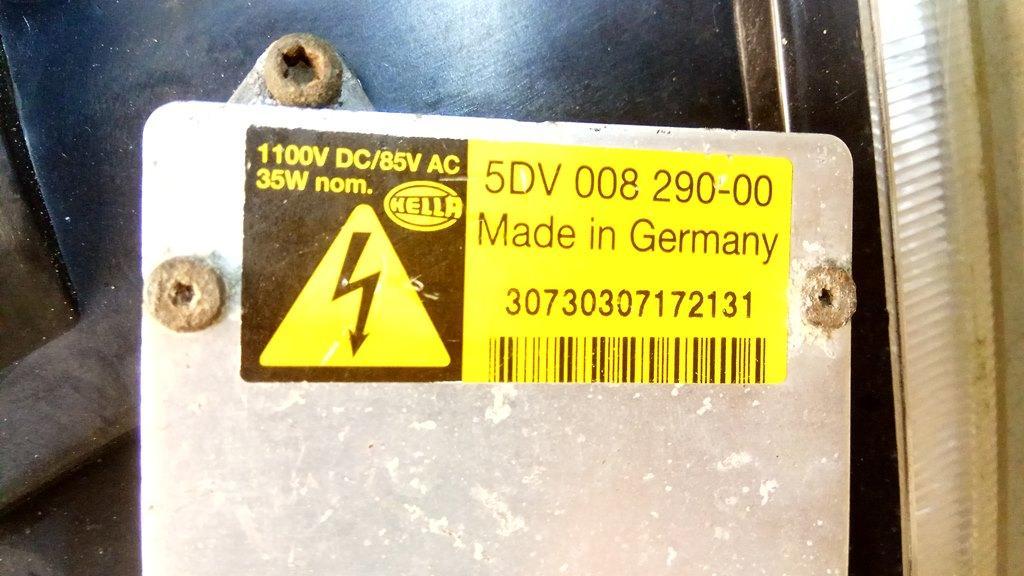 1100V DC/85V AC
35W nom.
HELLA
5DV 008 290-00
Made in Germany
30730307172131